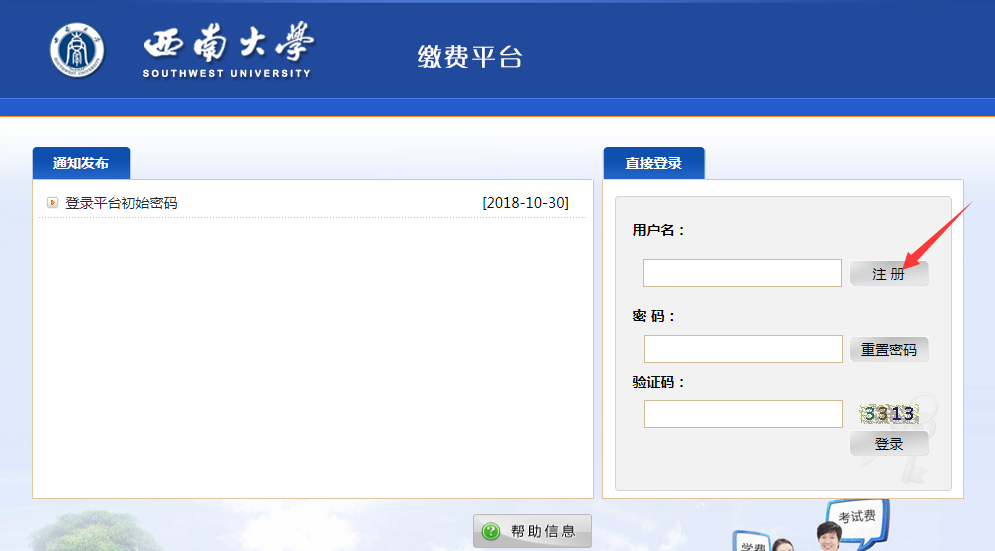 西南大學
SOUTHWEST UNIVERSITY
缴费平台
通知发布
登录平台初始密码 [2018-10-30]
直接登录
用户名：
注 册
密 码：
重置密码
验证码：
3313
登录
帮助信息
考试费
学费